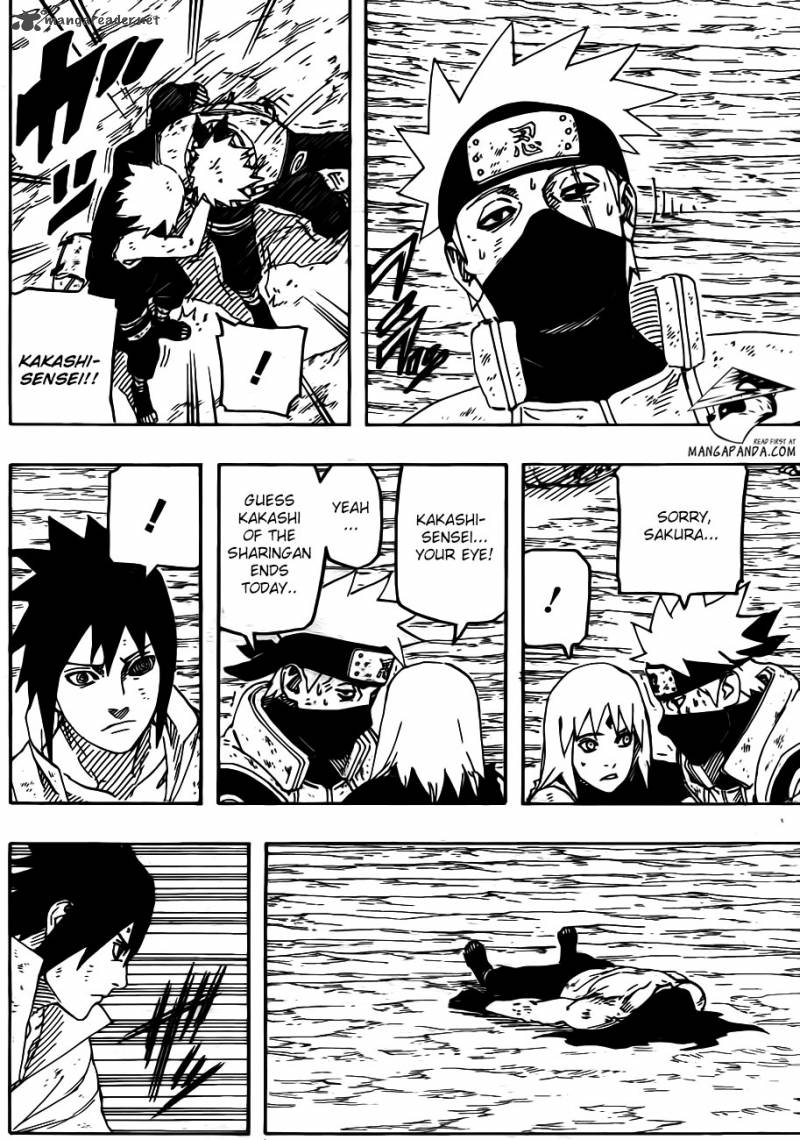 mangareader.net
忍
KAKASHI-
SENSEI!!
!
READ FIRST AT
MANGAPANDA.COM
SORRY,
SAKURA...
!
KAKASHI-
SENSEI...
YOUR EYE!
YEAH
...
GUESS
KAKASHI
OF THE
SHARINGAN
ENDS
TODAY..
!